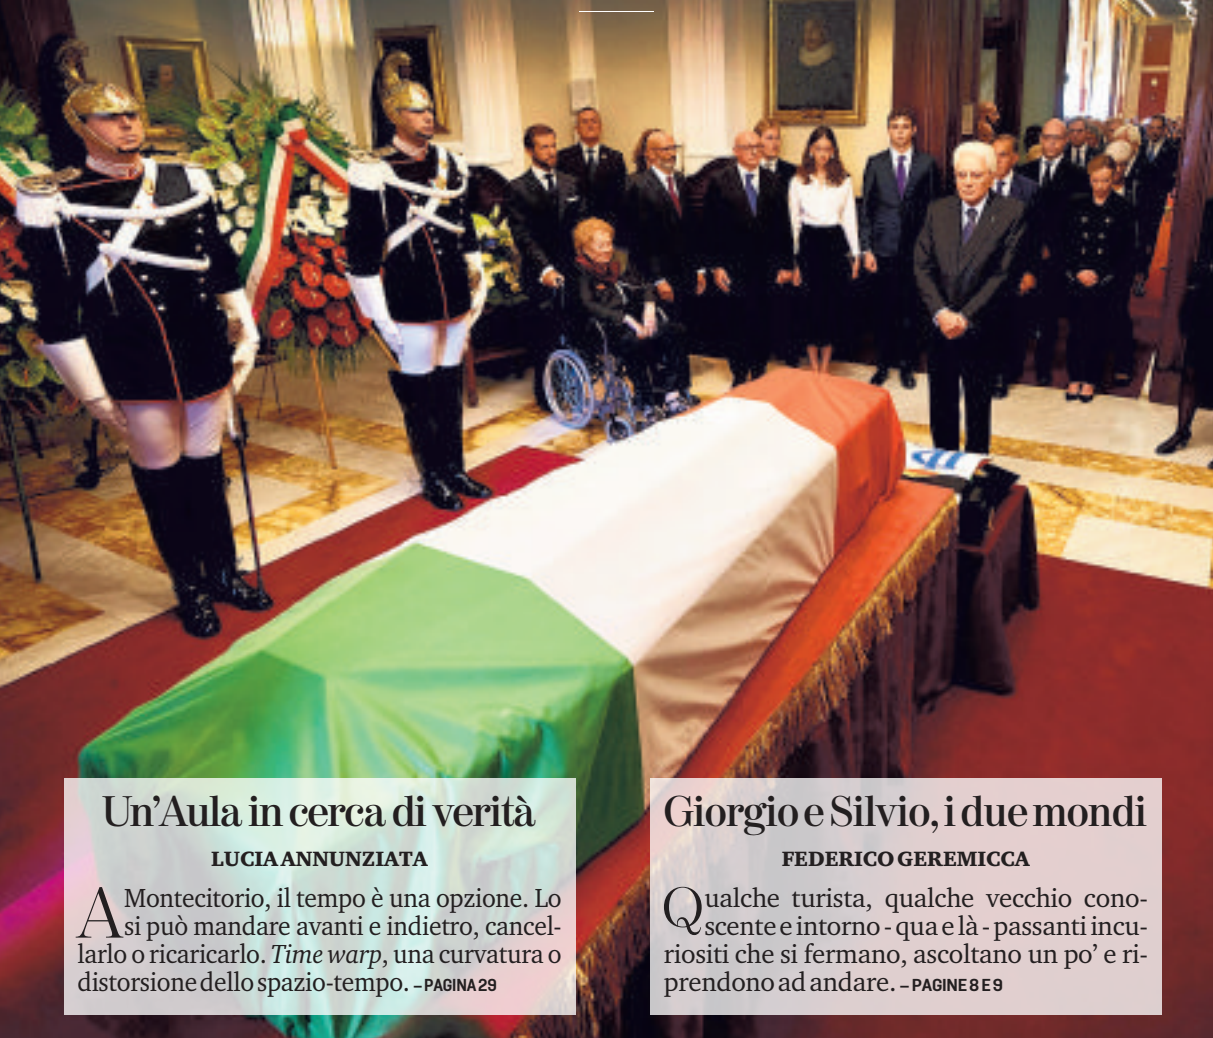 Un’Aula in cerca di verità
LUCIA ANNUNZIATA
A Montecitorio, il tempo è una opzione. Lo
si può mandare avanti e indietro, cancel-
larlo o ricaricarlo. Time warp, una curvatura o
distorsione dello spazio-tempo. – PAGINA 29
Giorgio e Silvio, i due mondi
FEDERICO GEREMICCA
Qualche turista, qualche vecchio cono-
scente e intorno - qua e là - passanti incu-
riositi che si fermano, ascoltano un po’ e ri-
prendono ad andare. – PAGINE 8 E 9